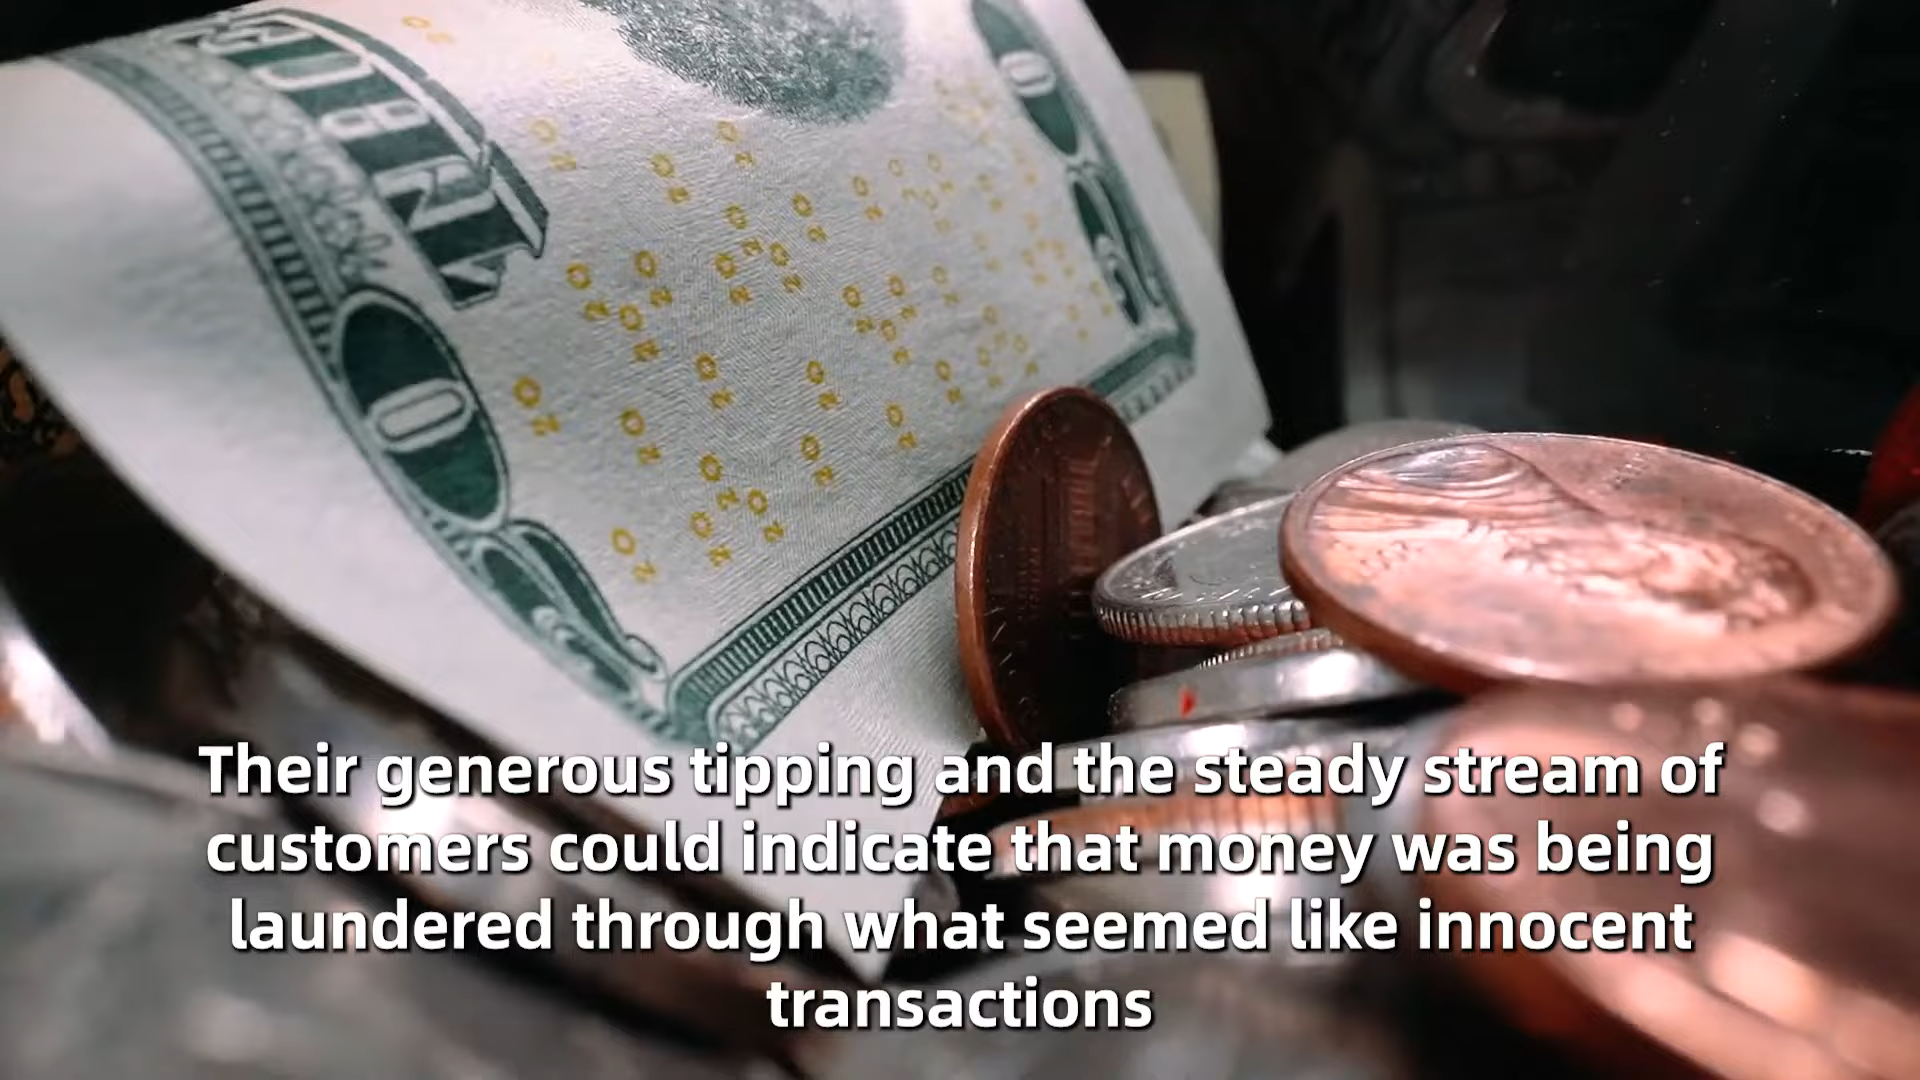 Their generous tipping and the steady stream of
customers could indicate that money was being
laundered through what seemed like innocent
transactions